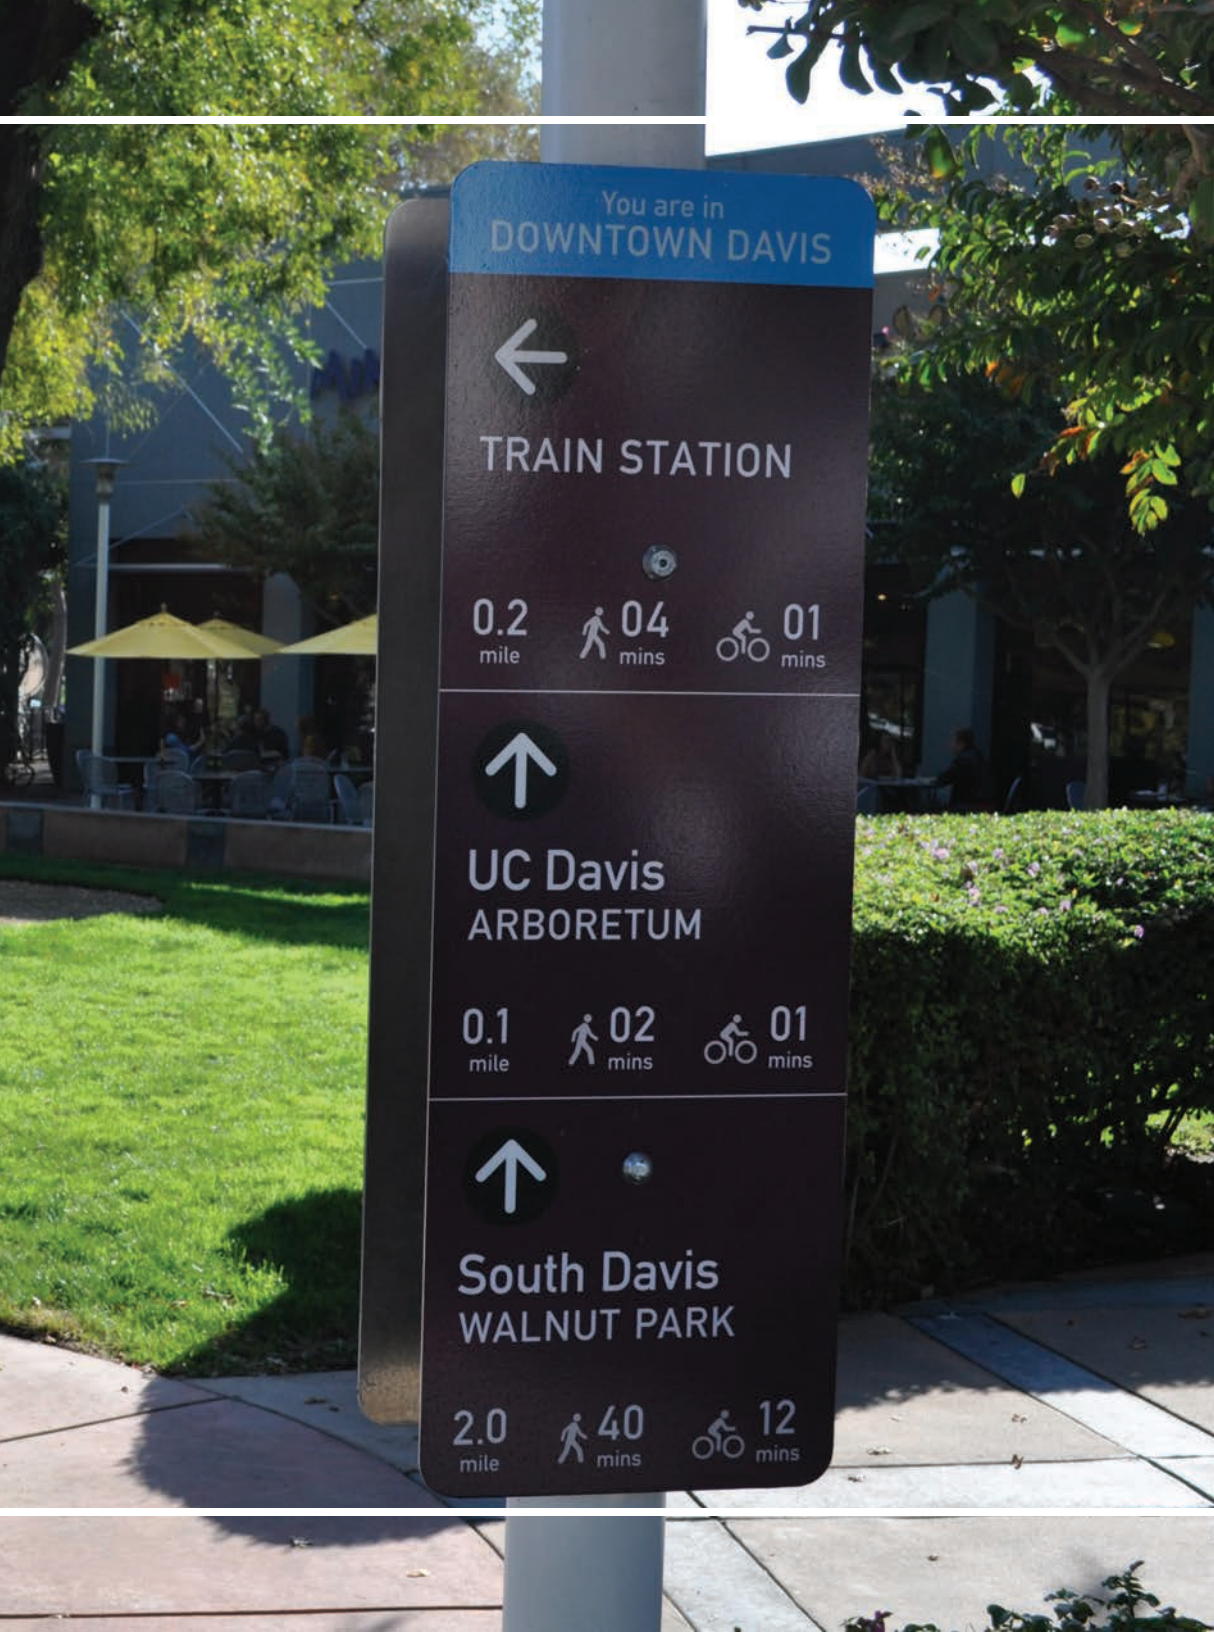 You are in
DOWNTOWN DAVIS
TRAIN STATION
0.2 04 01
mile mins mins
UC Davis
ARBORETUM
0.1 02 01
mile mins mins
South Davis
WALNUT PARK
2.0 40 12
mile mins mins